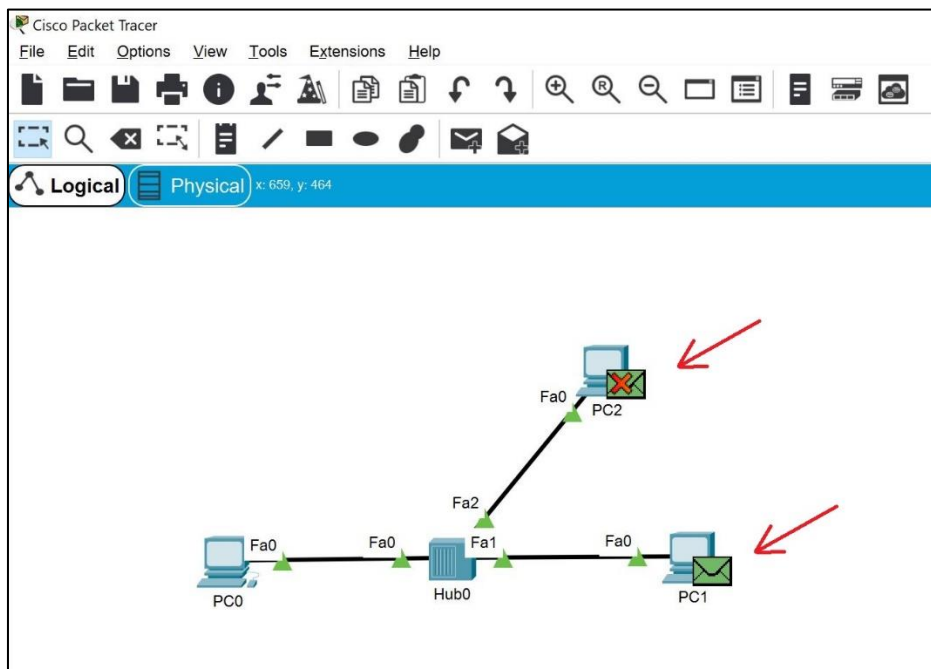 Cisco Packet Tracer
File Edit Options View Tools Extensions Help
R
Logical Physical x: 659, y: 464
Fa0
PC2
Fa2
Fa0 Fa0 Fa1 Fa0
PC0 Hub0 PC1